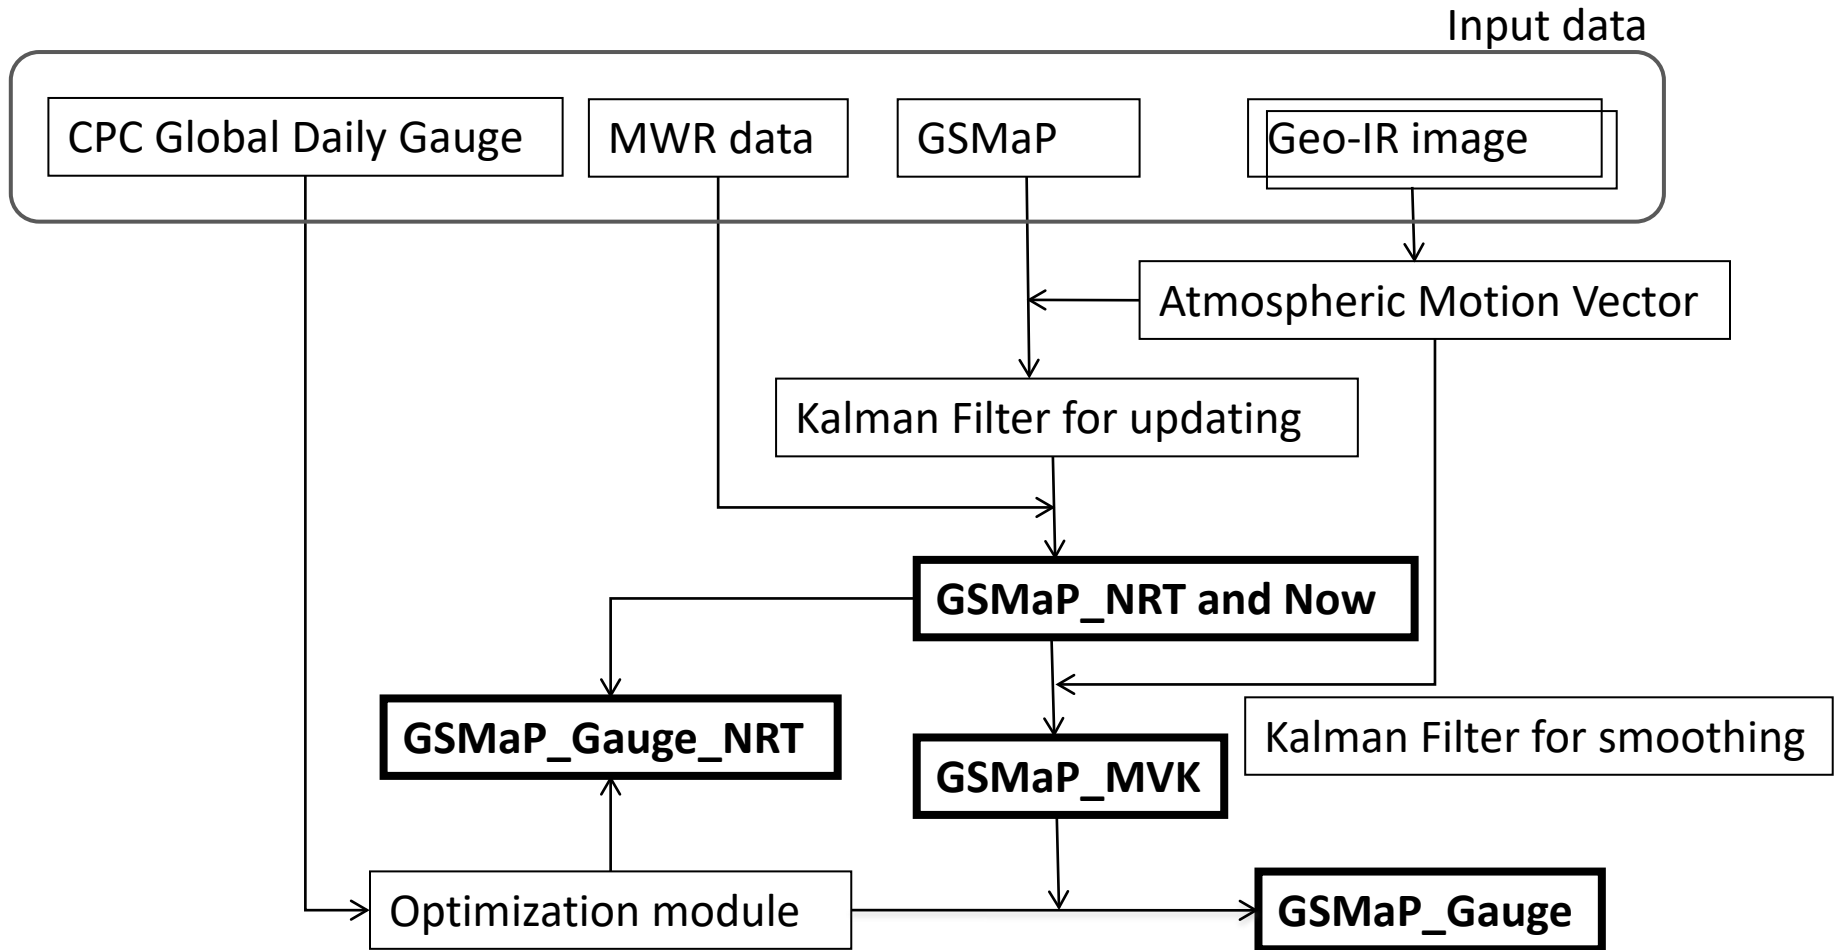 Input data
CPC Global Daily Gauge
MWR data
GSMaP
Geo-IR image
Atmospheric Motion Vector
Kalman Filter for updating
GSMaP_NRT and Now
GSMaP_Gauge_NRT
Kalman Filter for smoothing
GSMaP_MVK
Optimization module
GSMaP_Gauge